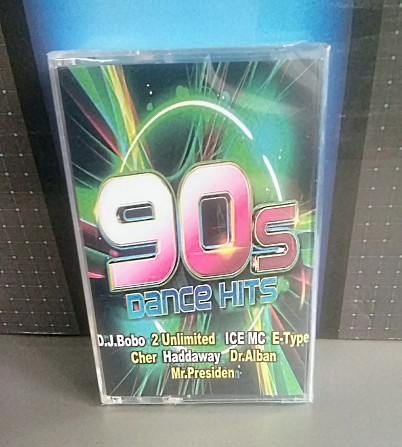 90s
Dance Hits
D.J.Bobo 2 Unlimited ICE MC E-Type
Cher Haddaway Dr.Alban
Mr.Presiden